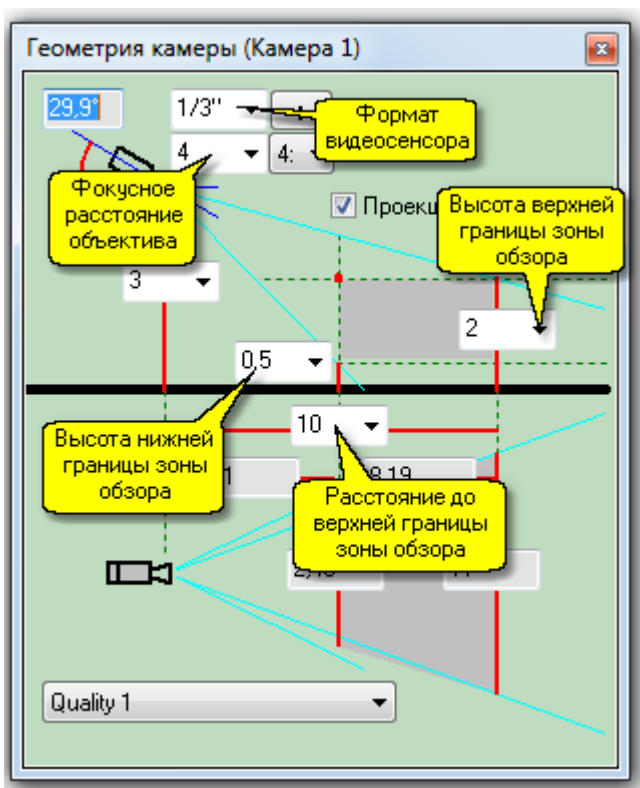 Геометрия камеры (Камера 1)
29,9°
1/3"
Формат
видеосенсора
4
4:
Фокусное
расстояние
объектива
Высота верхней
границы зоны
обзора
3
2
0,5
10
Высота нижней
границы зоны
обзора
Расстояние до
верхней границы
зоны обзора
Quality 1